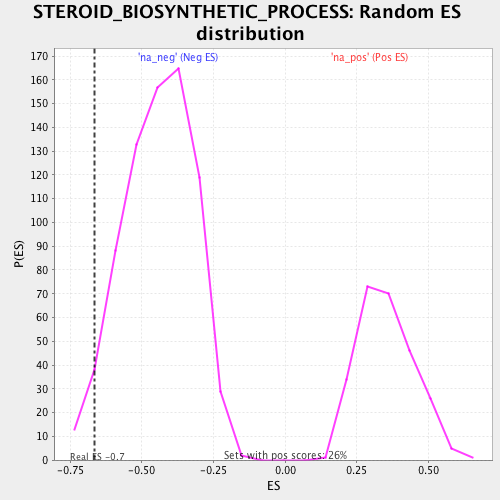 STEROID_BIOSYNTHETIC_PROCESS: Random ES
distribution
'na_neg' (Neg ES) 'na_pos' (Pos ES)
170
160
150
140
130
120
110
100
90
80
70
60
50
40
30
20
10
0
P(ES)
Real ES -0.7 Sets with pos scores: 26%
-0.75 -0.50 -0.25 0.00 0.25 0.50
ES